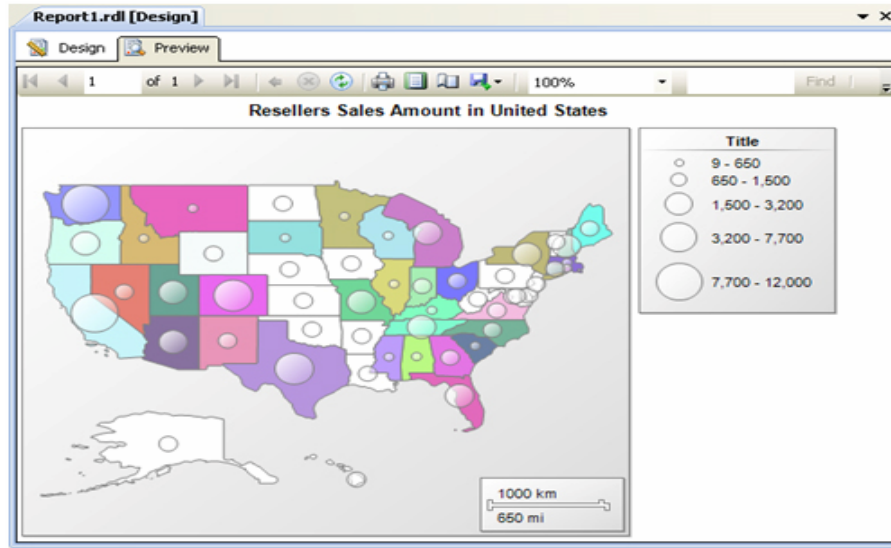 Report1.rdl [Design]
Design Preview
1 of 1 100% Find
Resellers Sales Amount in United States
Title
9 - 650
650 - 1,500
1,500 - 3,200
3,200 - 7,700
7,700 - 12,000
1000 km
650 mi